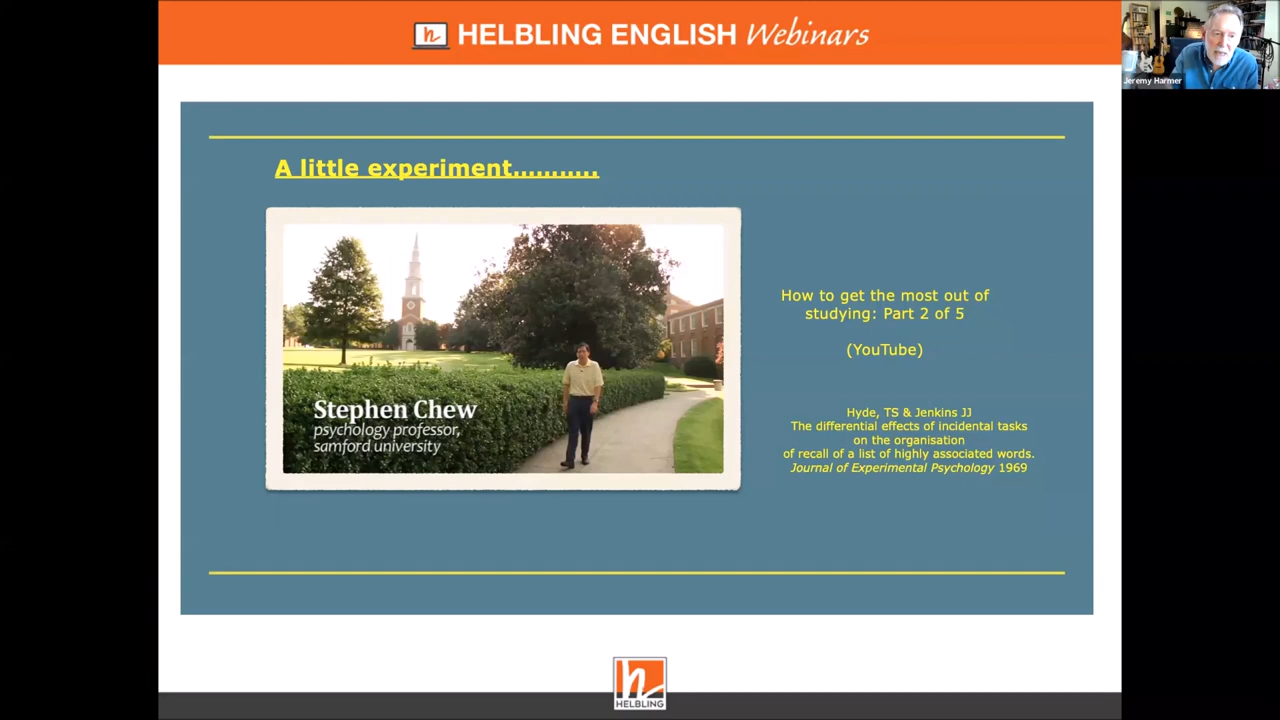 HELBLING ENGLISH Webinars
Jeremy Harmer
A little experiment...........
Stephen Chew
psychology professor,
samford university
How to get the most out of
studying: Part 2 of 5
(YouTube)
Hyde, TS & Jenkins JJ
The differential effects of incidental tasks
on the organisation
of recall of a list of highly associated words.
Journal of Experimental Psychology 1969
HELBLING